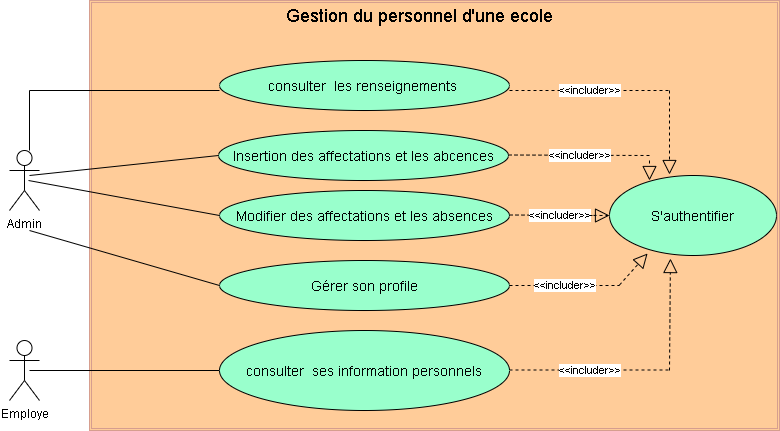 Gestion du personnel d'une ecole
consulter les renseignements
<<includer>>
Insertion des affectations et les abcences
<<includer>>
Admin
Modifier des affectations et les absences
<<includer>>
S'authentifier
Gérer son profile
<<includer>>
consulter ses information personnels
<<includer>>
Employe